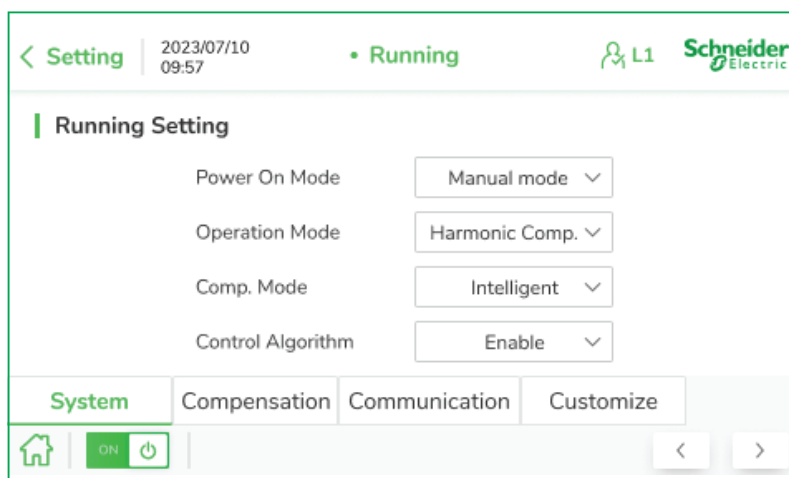 Setting
2023/07/10
09:57
• Running
L1
Schneider
Electric
Running Setting
Power On Mode Manual mode
Operation Mode Harmonic Comp.
Comp. Mode Intelligent
Control Algorithm Enable
System Compensation Communication Customize
ON